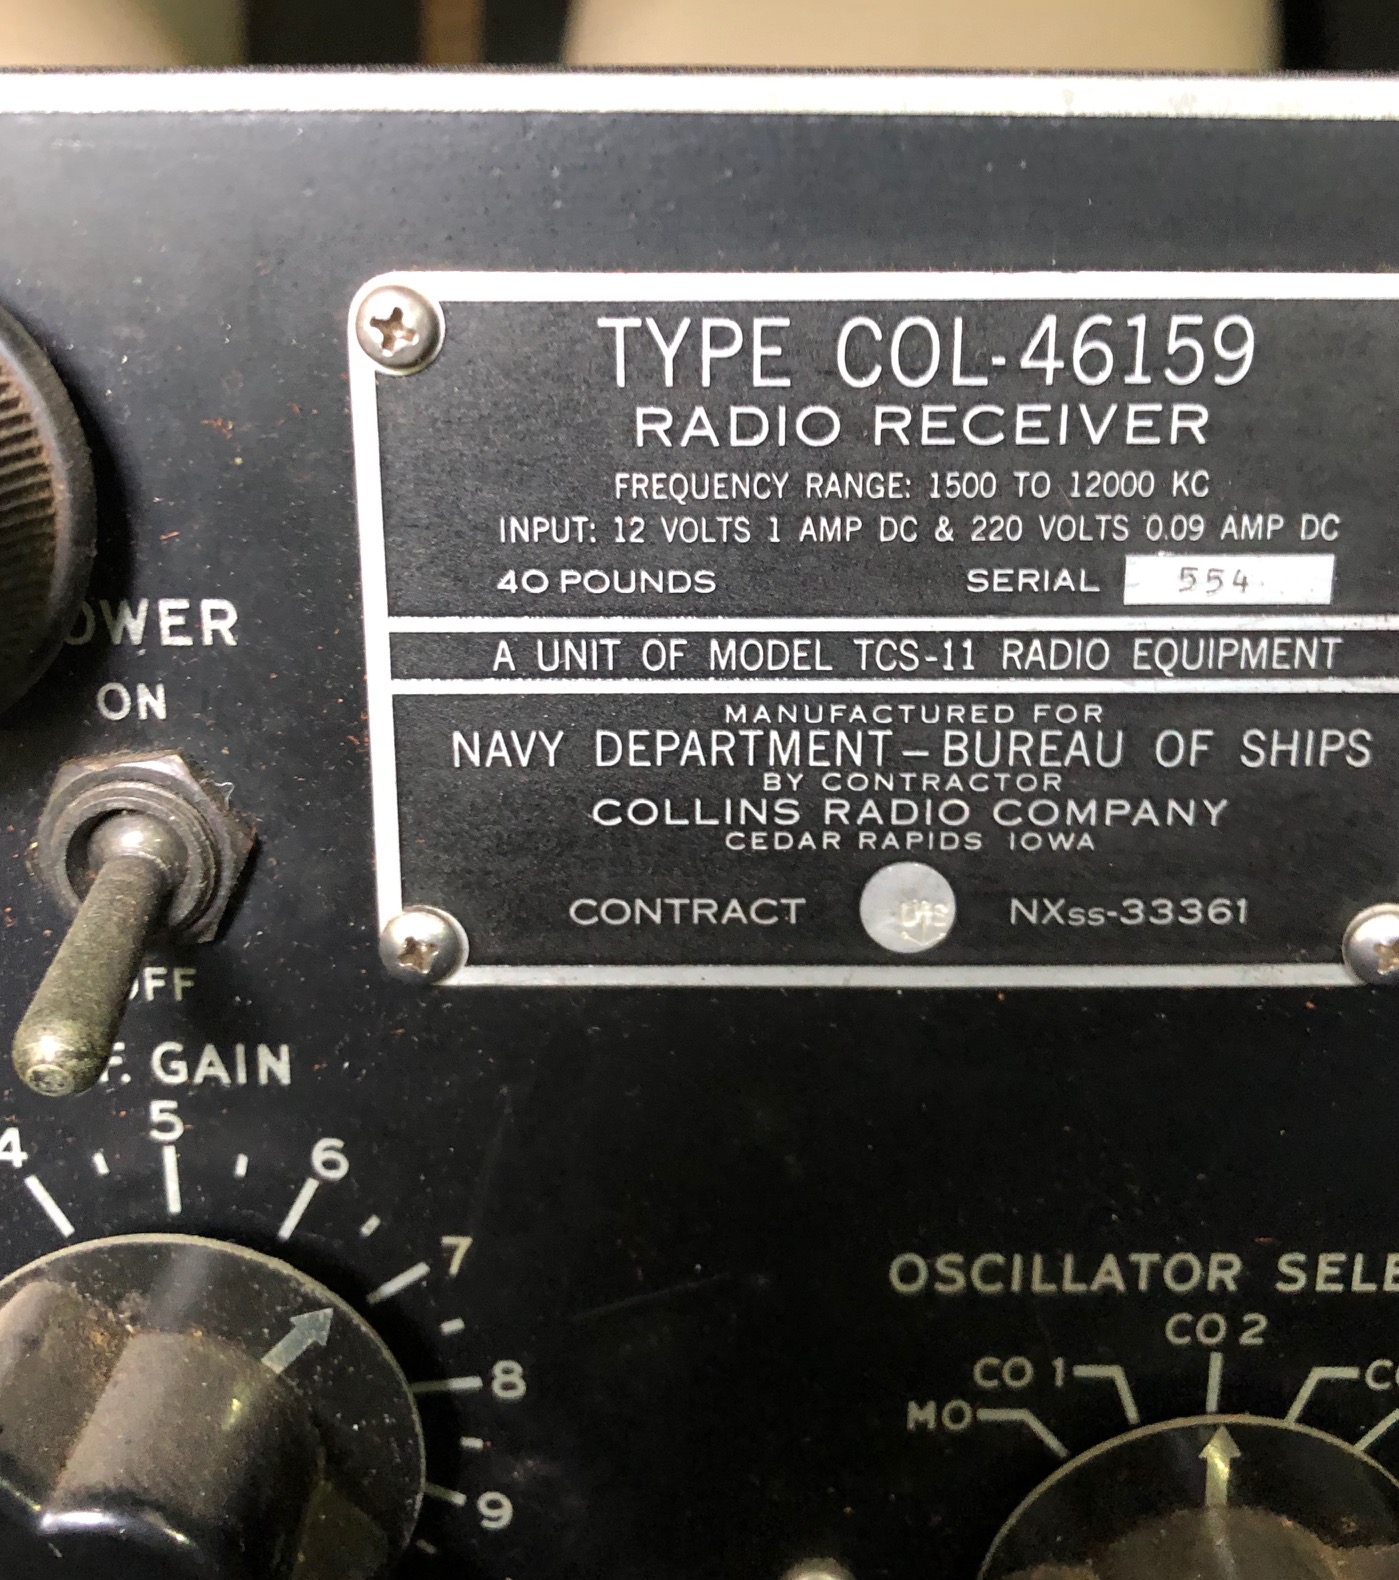 TYPE COL-46159
RADIO RECEIVER
FREQUENCY RANGE: 1500 TO 12000 KC
INPUT: 12 VOLTS 1 AMP DC & 220 VOLTS 0.09 AMP DC
40 POUNDS SERIAL 554
A UNIT OF MODEL TCS-11 RADIO EQUIPMENT
MANUFACTURED FOR
NAVY DEPARTMENT – BUREAU OF SHIPS
BY CONTRACTOR
COLLINS RADIO COMPANY
CEDAR RAPIDS IOWA
CONTRACT NXss-33361
OWER
ON
FF
F. GAIN
4 5 6 7 8 9
OSCILLATOR SELE
MO CO 1 CO 2